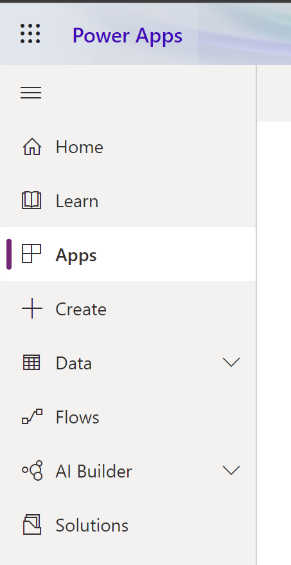 Power Apps
Home
Learn
Apps
Create
Data
Flows
AI Builder
Solutions